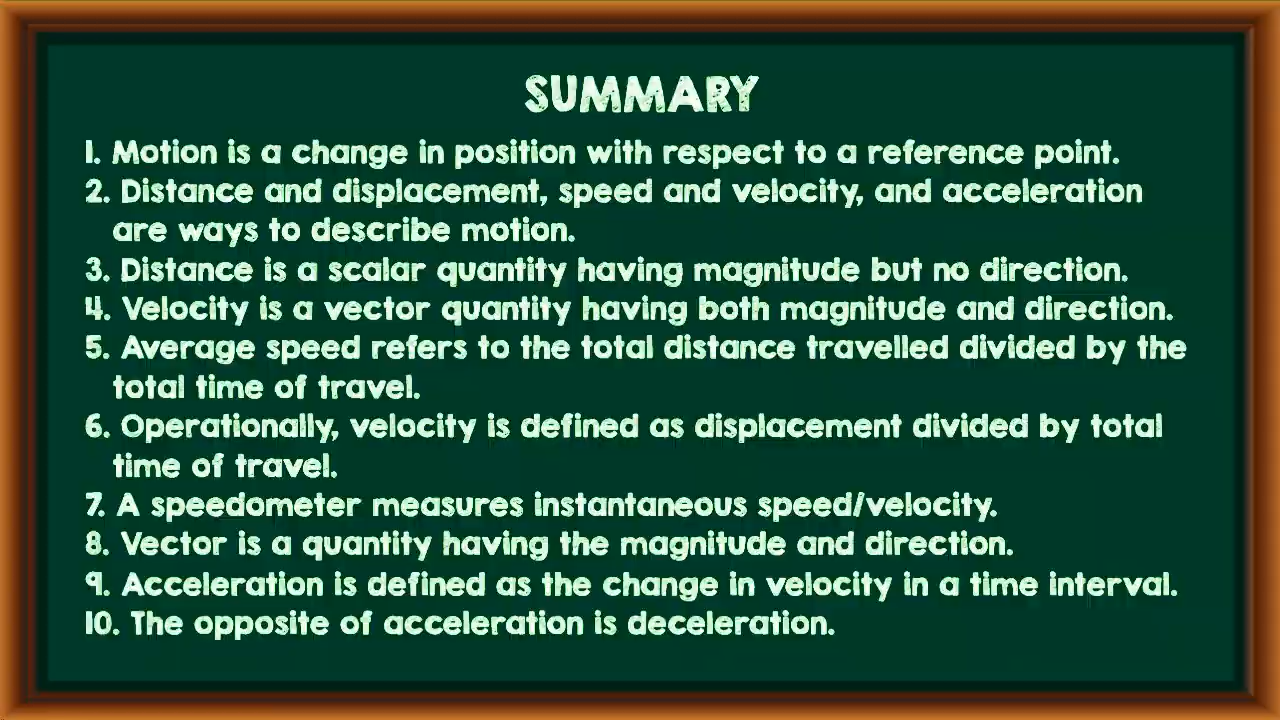 SUMMARY
1. Motion is a change in position with respect to a reference point.
2. Distance and displacement, speed and velocity, and acceleration
are ways to describe motion.
3. Distance is a scalar quantity having magnitude but no direction.
4. Velocity is a vector quantity having both magnitude and direction.
5. Average speed refers to the total distance travelled divided by the
total time of travel.
6. Operationally, velocity is defined as displacement divided by total
time of travel.
7. A speedometer measures instantaneous speed/velocity.
8. Vector is a quantity having the magnitude and direction.
9. Acceleration is defined as the change in velocity in a time interval.
10. The opposite of acceleration is deceleration.